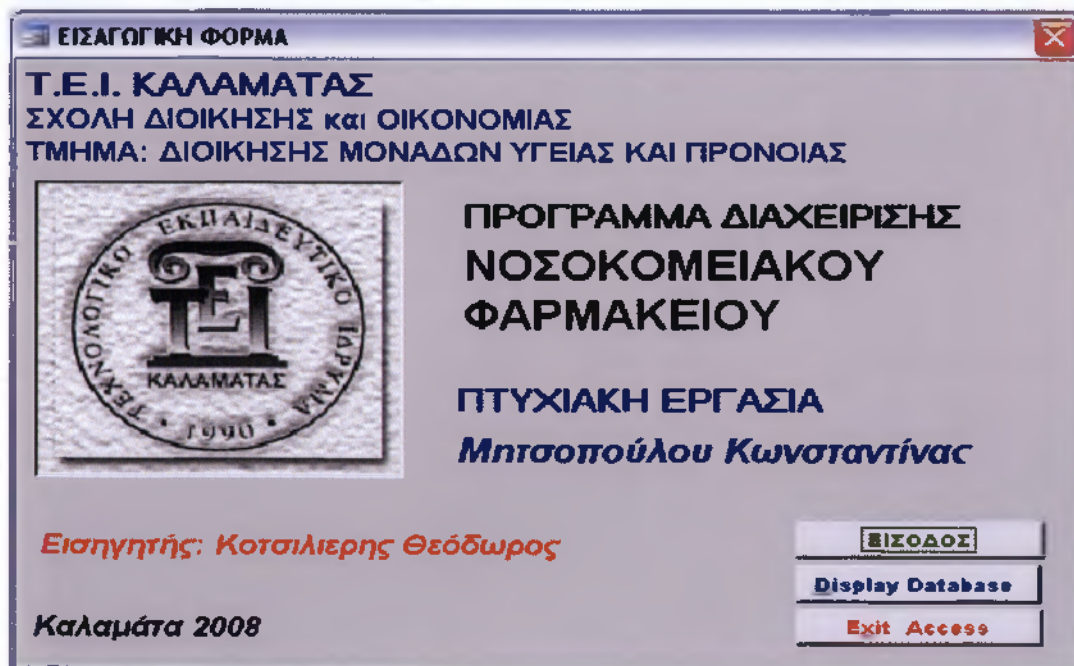 ΕΙΣΑΓΩΓΙΚΗ ΦΟΡΜΑ
Τ.Ε.Ι. ΚΑΛΑΜΑΤΑΣ
ΣΧΟΛΗ ΔΙΟΙΚΗΣΗΣ και ΟΙΚΟΝΟΜΙΑΣ
ΤΜΗΜΑ: ΔΙΟΙΚΗΣΗΣ ΜΟΝΑΔΩΝ ΥΓΕΙΑΣ ΚΑΙ ΠΡΟΝΟΙΑΣ
ΤΕΧΝΟΛΟΓΙΚΟ ΕΚΠΑΙΔΕΥΤΙΚΟ ΙΔΡΥΜΑ
ΤΕΙ
ΚΑΛΑΜΑΤΑΣ
• 1990 •
ΠΡΟΓΡΑΜΜΑ ΔΙΑΧΕΙΡΙΣΗΣ
ΝΟΣΟΚΟΜΕΙΑΚΟΥ
ΦΑΡΜΑΚΕΙΟΥ
ΠΤΥΧΙΑΚΗ ΕΡΓΑΣΙΑ
Μητσοπούλου Κωνσταντίνας
Εισηγητής: Κοτσιλιερης Θεόδωρος
ΕΙΣΟΔΟΣ
Display Database
Exit Access
Καλαμάτα 2008